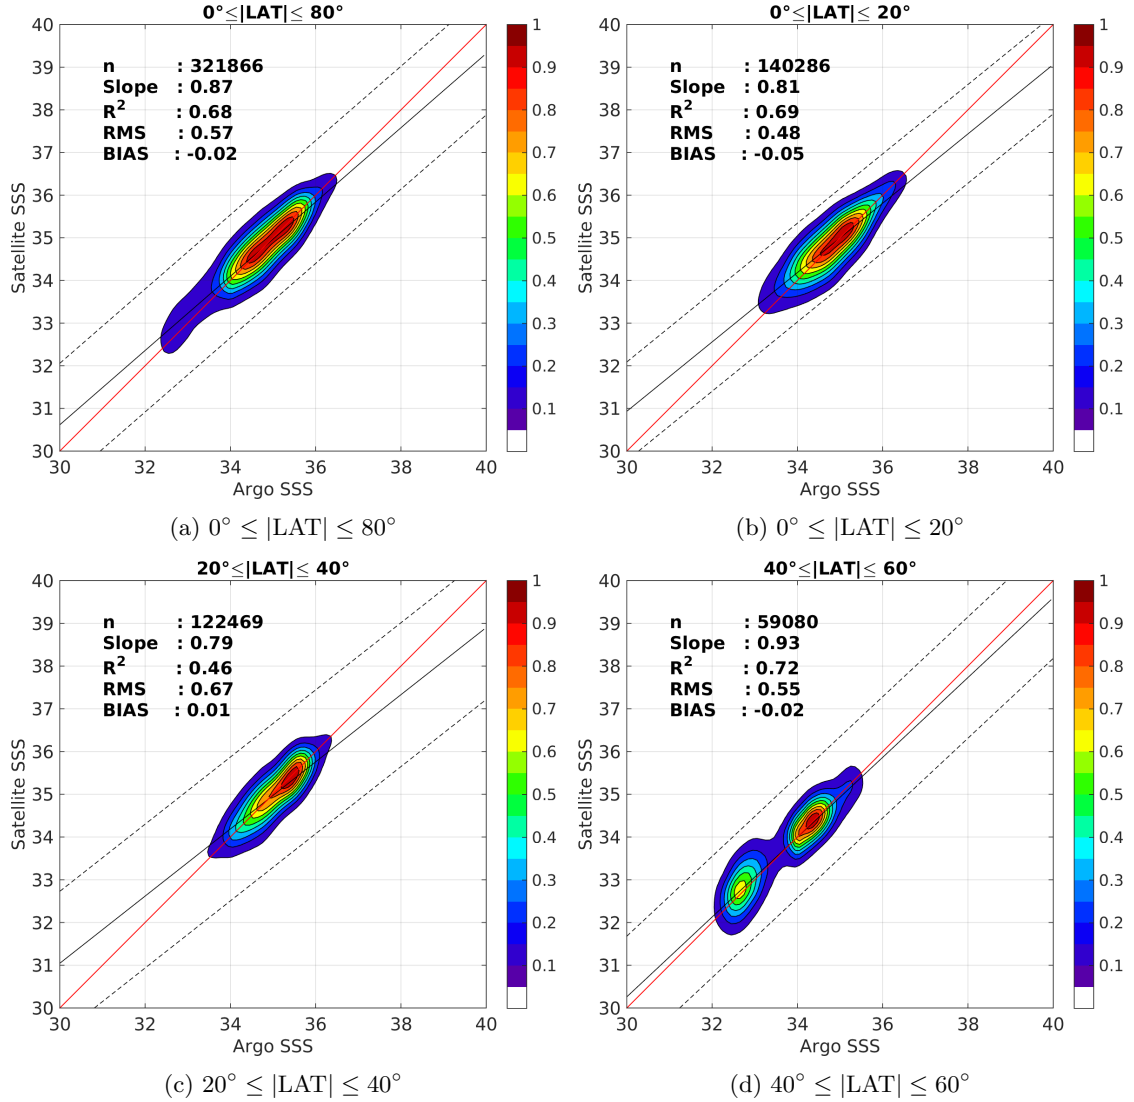 0°≤|LAT|≤ 80°
n : 321866
Slope : 0.87
R² : 0.68
RMS : 0.57
BIAS : -0.02
40
39
38
37
36
35
34
33
32
31
30
Satellite SSS
30 32 34 36 38 40
Argo SSS
1
0.9
0.8
0.7
0.6
0.5
0.4
0.3
0.2
0.1
(a) 0° ≤ |LAT| ≤ 80°
0°≤|LAT|≤ 20°
n : 140286
Slope : 0.81
R² : 0.69
RMS : 0.48
BIAS : -0.05
40
39
38
37
36
35
34
33
32
31
30
Satellite SSS
30 32 34 36 38 40
Argo SSS
1
0.9
0.8
0.7
0.6
0.5
0.4
0.3
0.2
0.1
(b) 0° ≤ |LAT| ≤ 20°
20°≤|LAT|≤ 40°
n : 122469
Slope : 0.79
R² : 0.46
RMS : 0.67
BIAS : 0.01
40
39
38
37
36
35
34
33
32
31
30
Satellite SSS
30 32 34 36 38 40
Argo SSS
1
0.9
0.8
0.7
0.6
0.5
0.4
0.3
0.2
0.1
(c) 20° ≤ |LAT| ≤ 40°
40°≤|LAT|≤ 60°
n : 59080
Slope : 0.93
R² : 0.72
RMS : 0.55
BIAS : -0.02
40
39
38
37
36
35
34
33
32
31
30
Satellite SSS
30 32 34 36 38 40
Argo SSS
1
0.9
0.8
0.7
0.6
0.5
0.4
0.3
0.2
0.1
(d) 40° ≤ |LAT| ≤ 60°